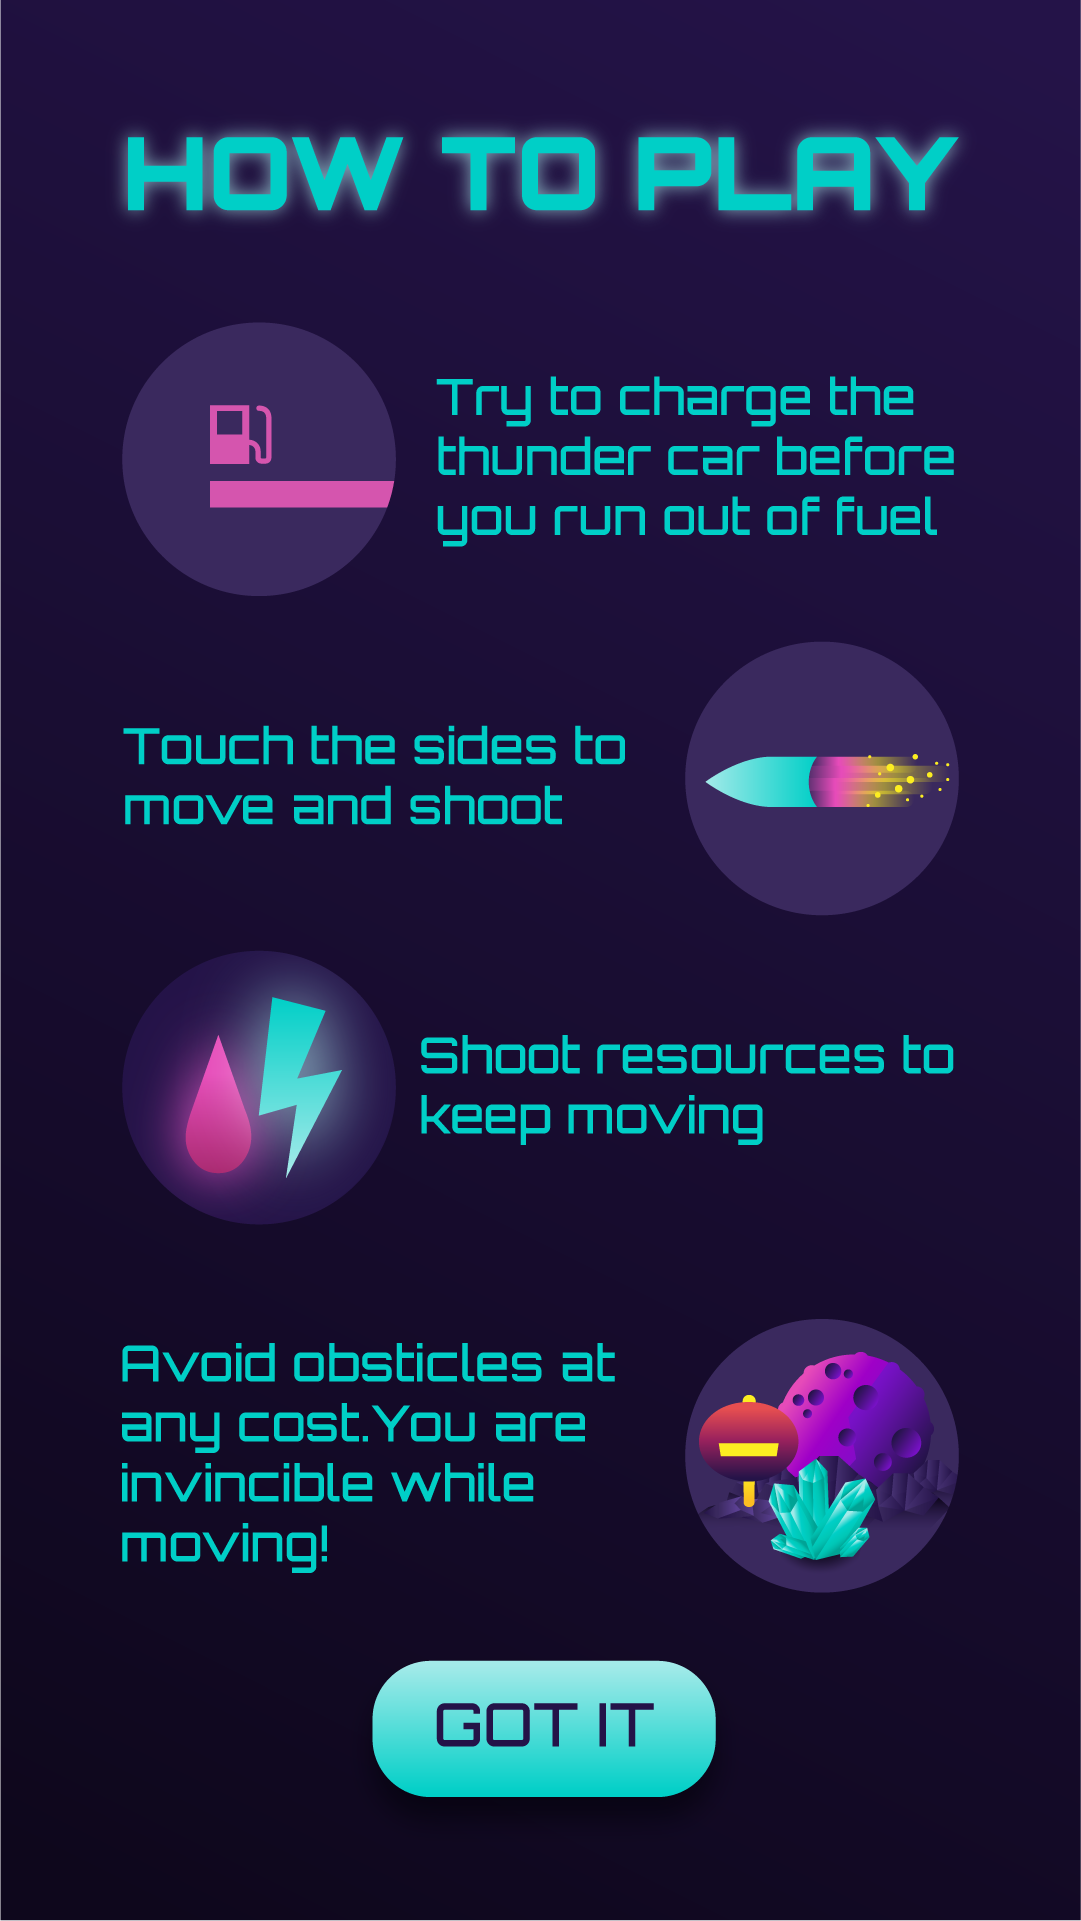 HOW TO PLAY
Try to charge the
thunder car before
you run out of fuel
Touch the sides to
move and shoot
Shoot resources to
keep moving
Avoid obsticles at
any cost.You are
invincible while
moving!
GOT IT